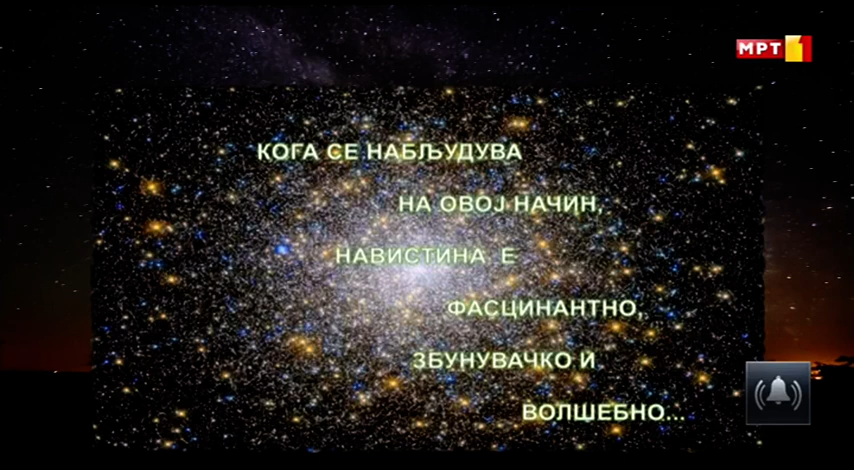 МРТ 1
КОГА СЕ НАБЉУДУВА
НА ОВОЈ НАЧИН,
НАВИСТИНА Е
ФАСЦИНАНТНО,
ЗБУНУВАЧКО И
ВОЛШЕБНО...